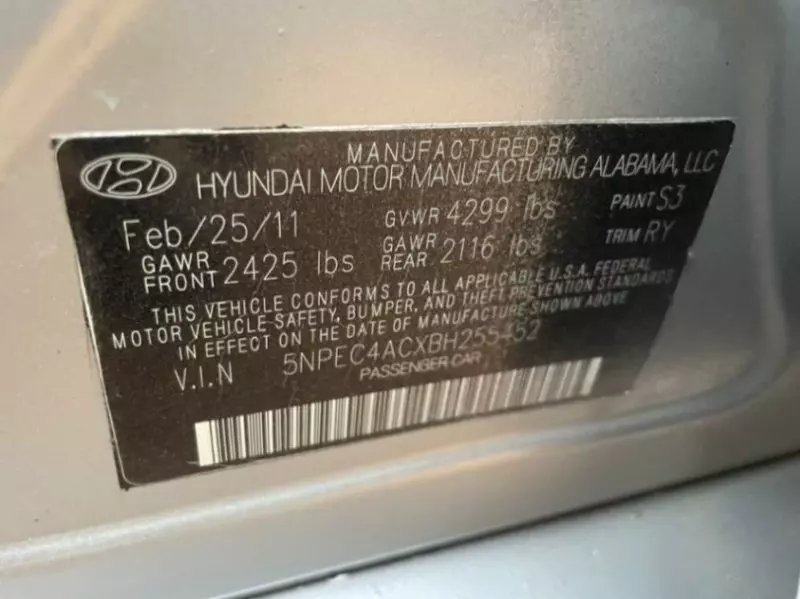 MANUFACTURED BY
HYUNDAI MOTOR MANUFACTURING ALABAMA, LLC
Feb/25/11 GVWR 4299 lbs PAINT S3
GAWR FRONT 2425 lbs GAWR REAR 2116 lbs TRIM RY
THIS VEHICLE CONFORMS TO ALL APPLICABLE U.S.A. FEDERAL
MOTOR VEHICLE SAFETY, BUMPER, AND THEFT PREVENTION STANDARDS
IN EFFECT ON THE DATE OF MANUFACTURE SHOWN ABOVE
V.I.N 5NPEC4ACXBH255452
PASSENGER CAR